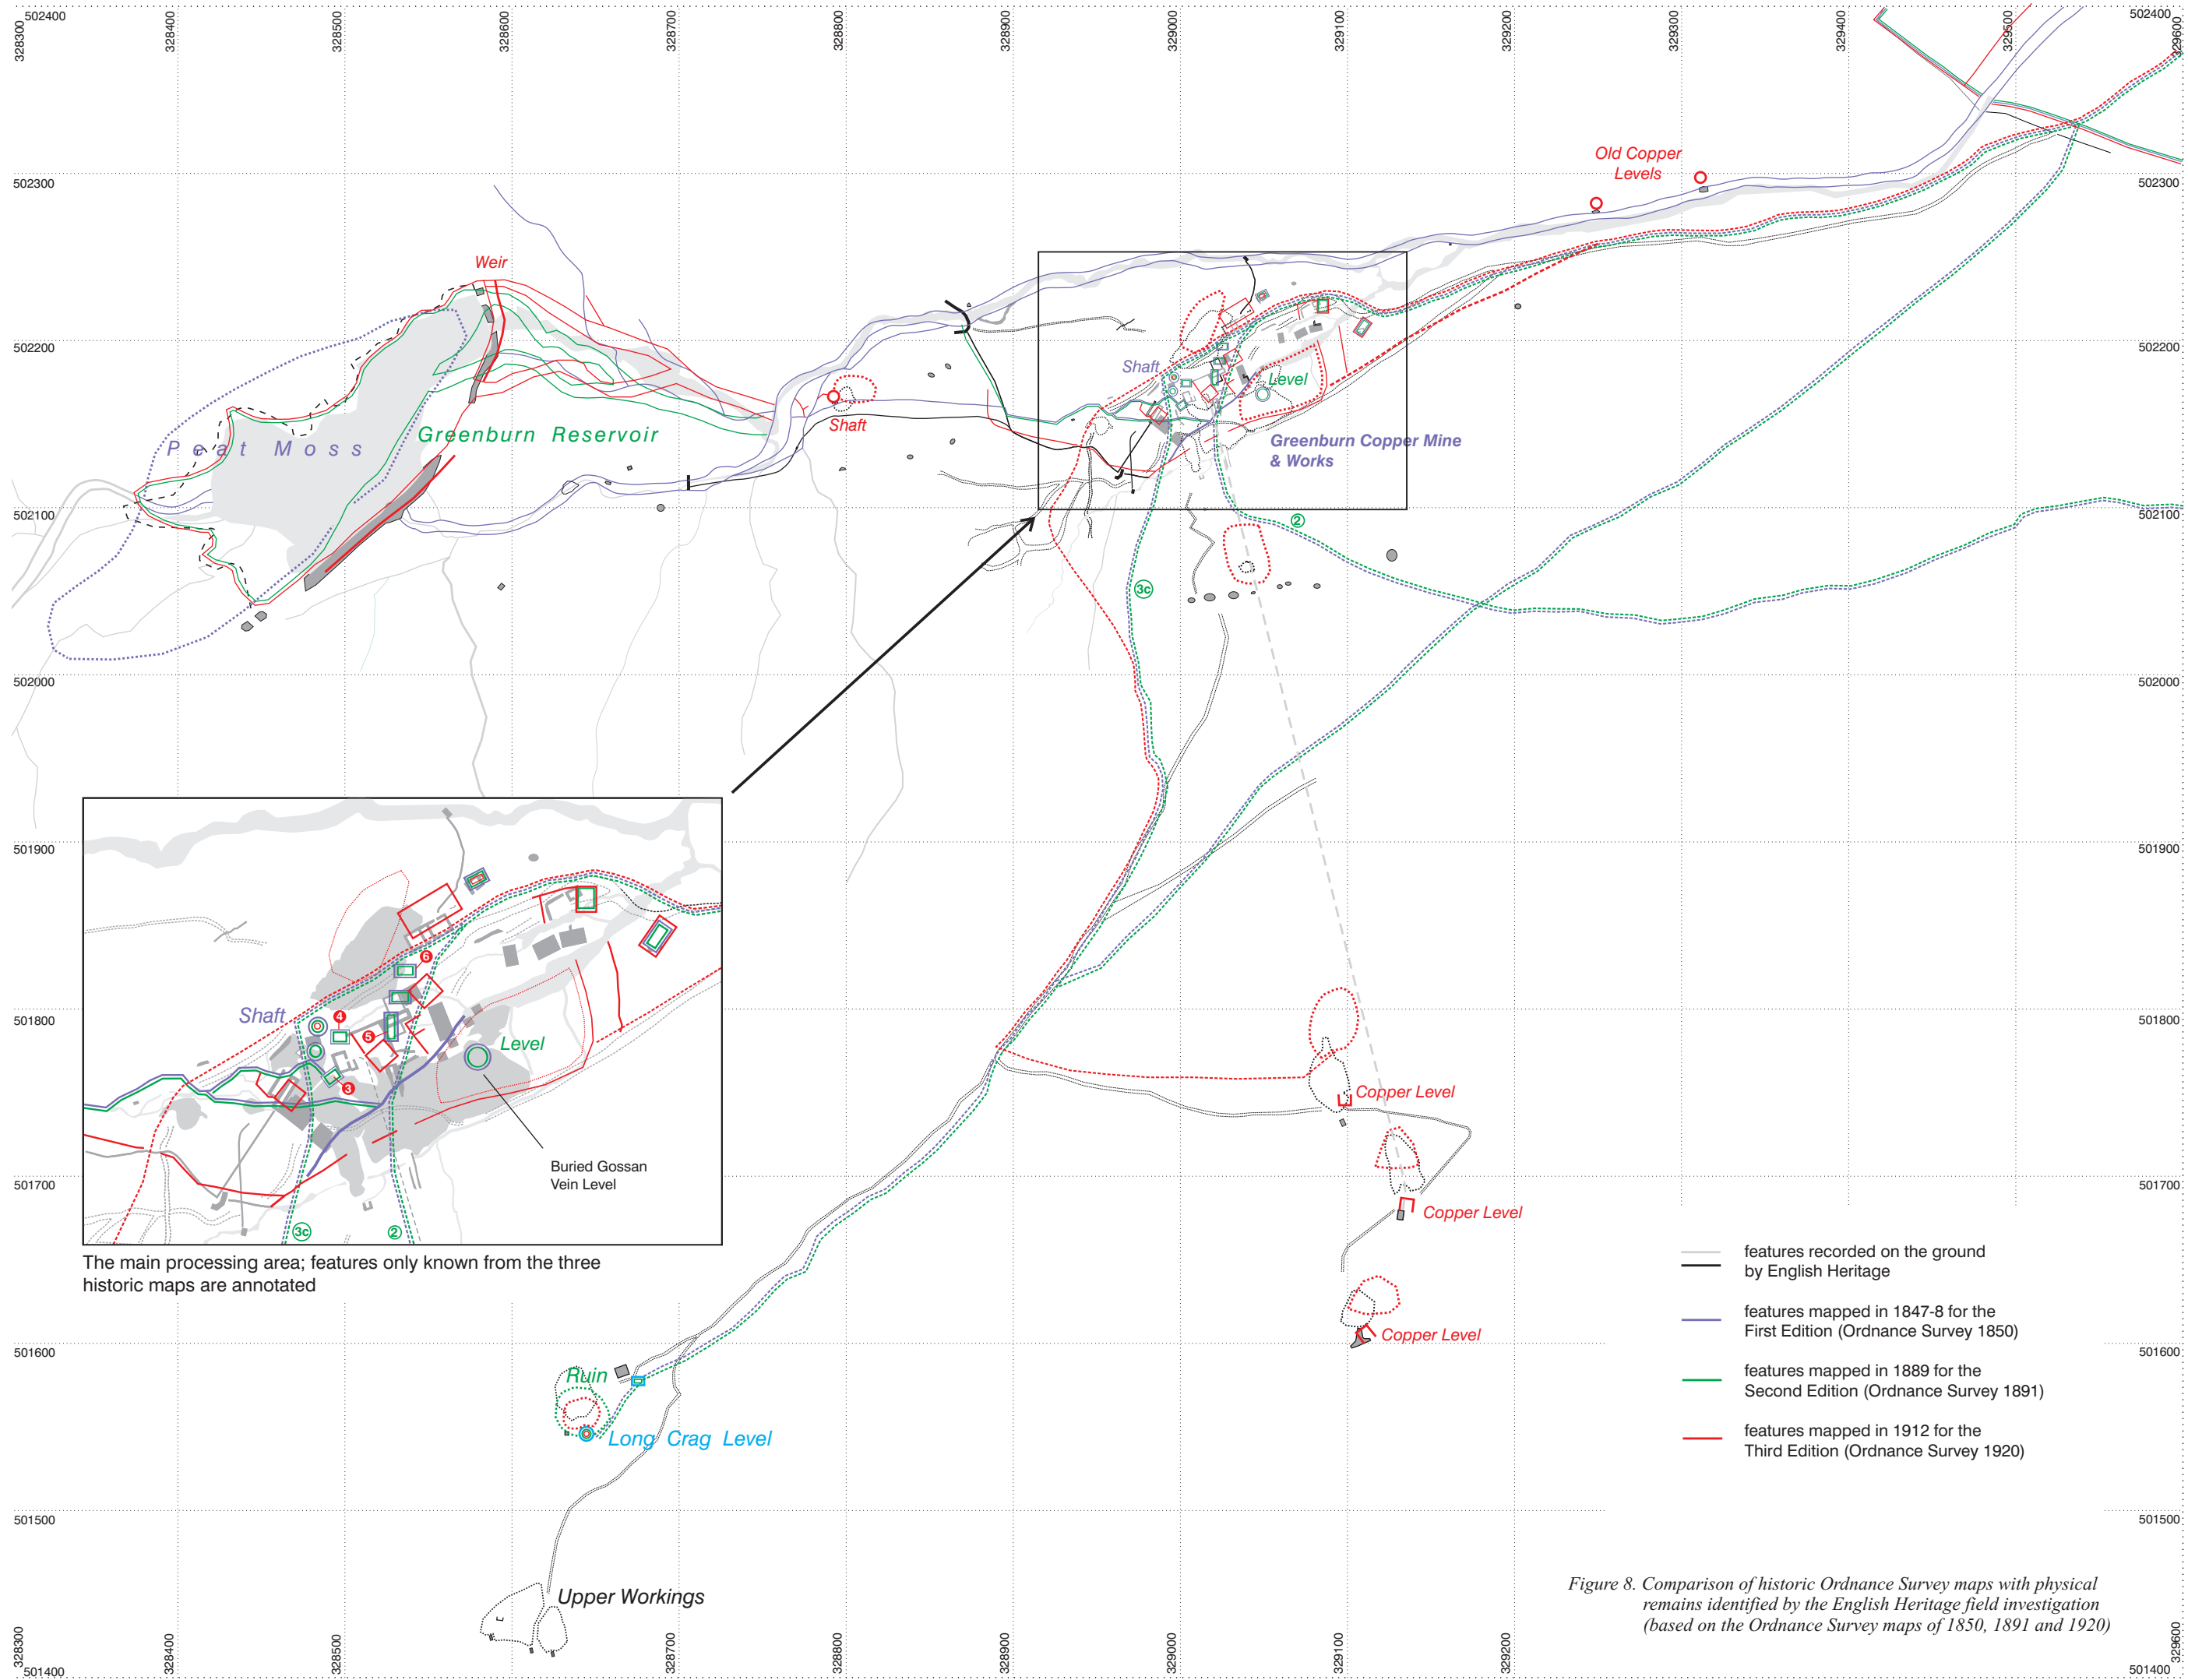 502400
328300
328400
328500
328600
328700
328800
328900
329000
329100
329200
329300
329400
329500
329600
502400
Old Copper
Levels
502300
502300
Weir
502200
502200
Shaft
Level
Peat Moss
Greenburn Reservoir
Shaft
Greenburn Copper Mine
& Works
502100
502100
2
3c
502000
502000
501900
501900
6
Shaft
4
5
Level
3
501800
501800
Copper Level
Buried Gossan
Vein Level
501700
501700
3c
2
Copper Level
The main processing area; features only known from the three
historic maps are annotated
features recorded on the ground
by English Heritage
features mapped in 1847-8 for the
First Edition (Ordnance Survey 1850)
Copper Level
501600
501600
Ruin
features mapped in 1889 for the
Second Edition (Ordnance Survey 1891)
Long Crag Level
features mapped in 1912 for the
Third Edition (Ordnance Survey 1920)
501500
501500
Upper Workings
Figure 8. Comparison of historic Ordnance Survey maps with physical
remains identified by the English Heritage field investigation
(based on the Ordnance Survey maps of 1850, 1891 and 1920)
328300
328400
328500
328700
328800
328900
329000
329100
329200
329600
501400
501400